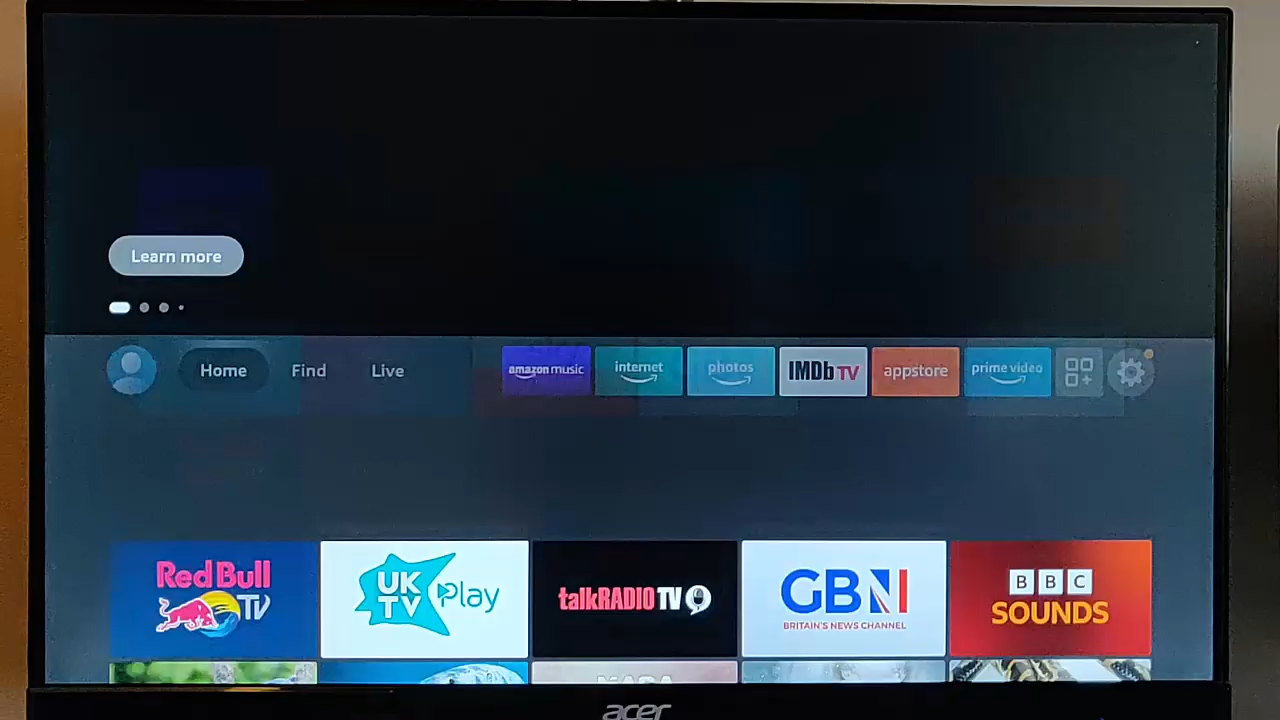 Learn more
Home
Find
Live
amazon music
internet
photos
IMDb TV
appstore
prime video
Red Bull
TV
UK
TV Play
talkRADIO TV
GBN
BRITAIN'S NEWS CHANNEL
BBC
SOUNDS
acer